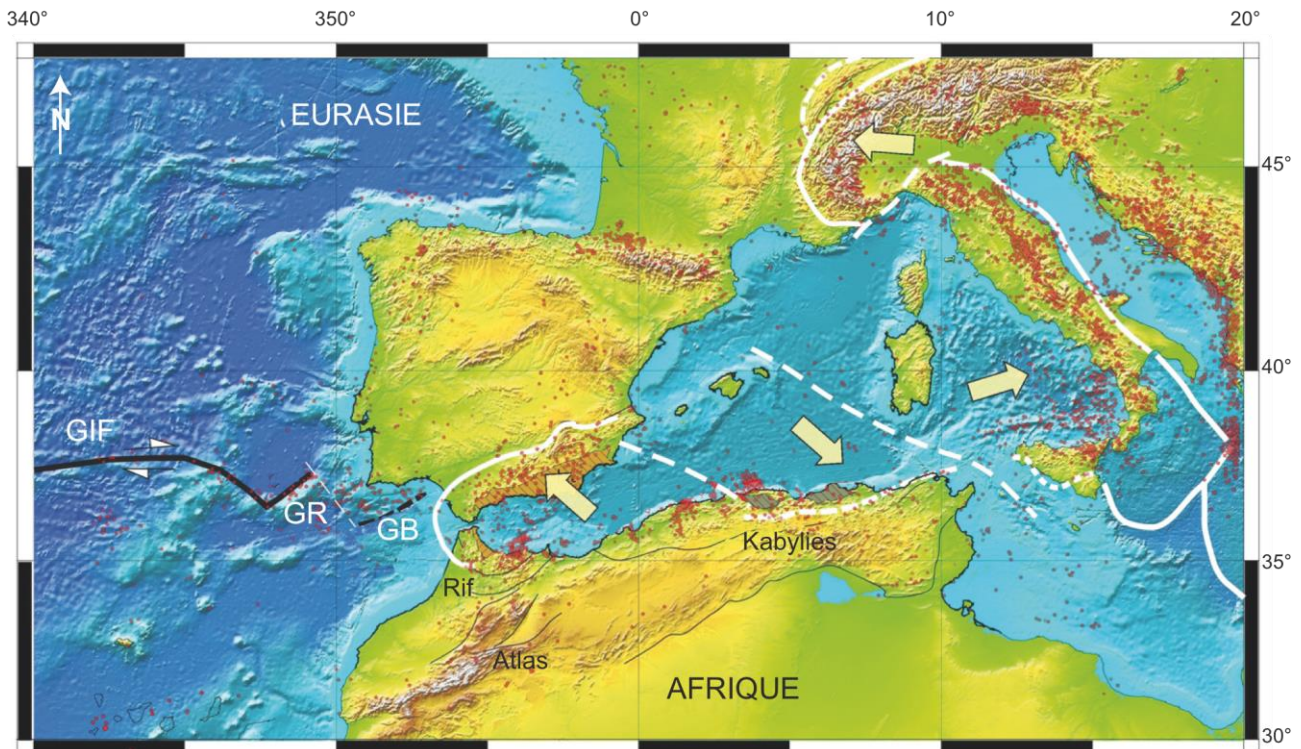 340° 350° 0° 10° 20°
N
EURASIE
45°
40°
GIF
GR
GB
35°
Rif
Kabylies
Atlas
AFRIQUE
30°